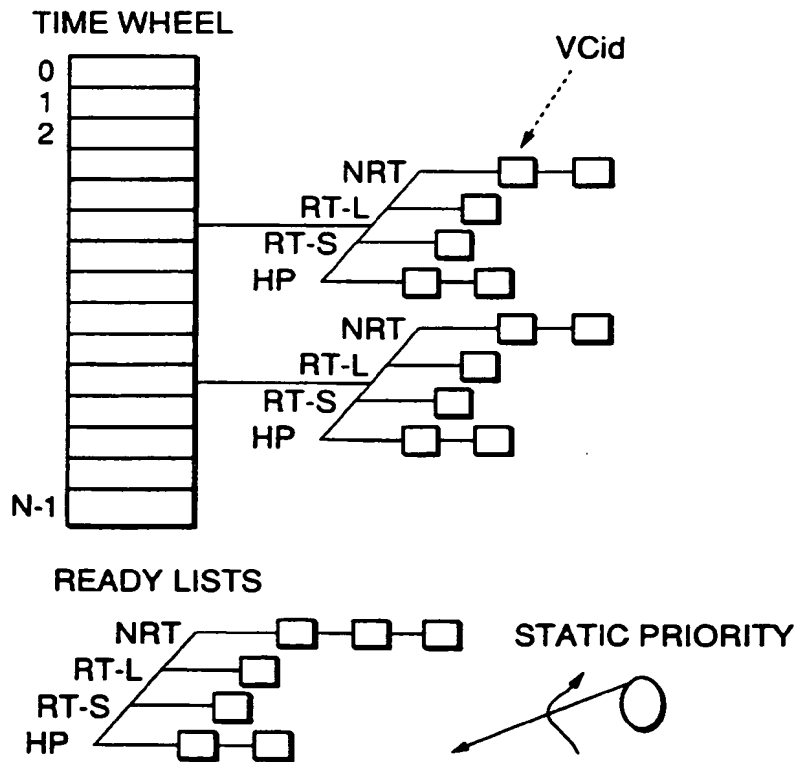 TIME WHEEL
0
1
2
N-1
VCid
NRT
RT-L
RT-S
HP
NRT
RT-L
RT-S
HP
READY LISTS
NRT
RT-L
RT-S
HP
STATIC PRIORITY